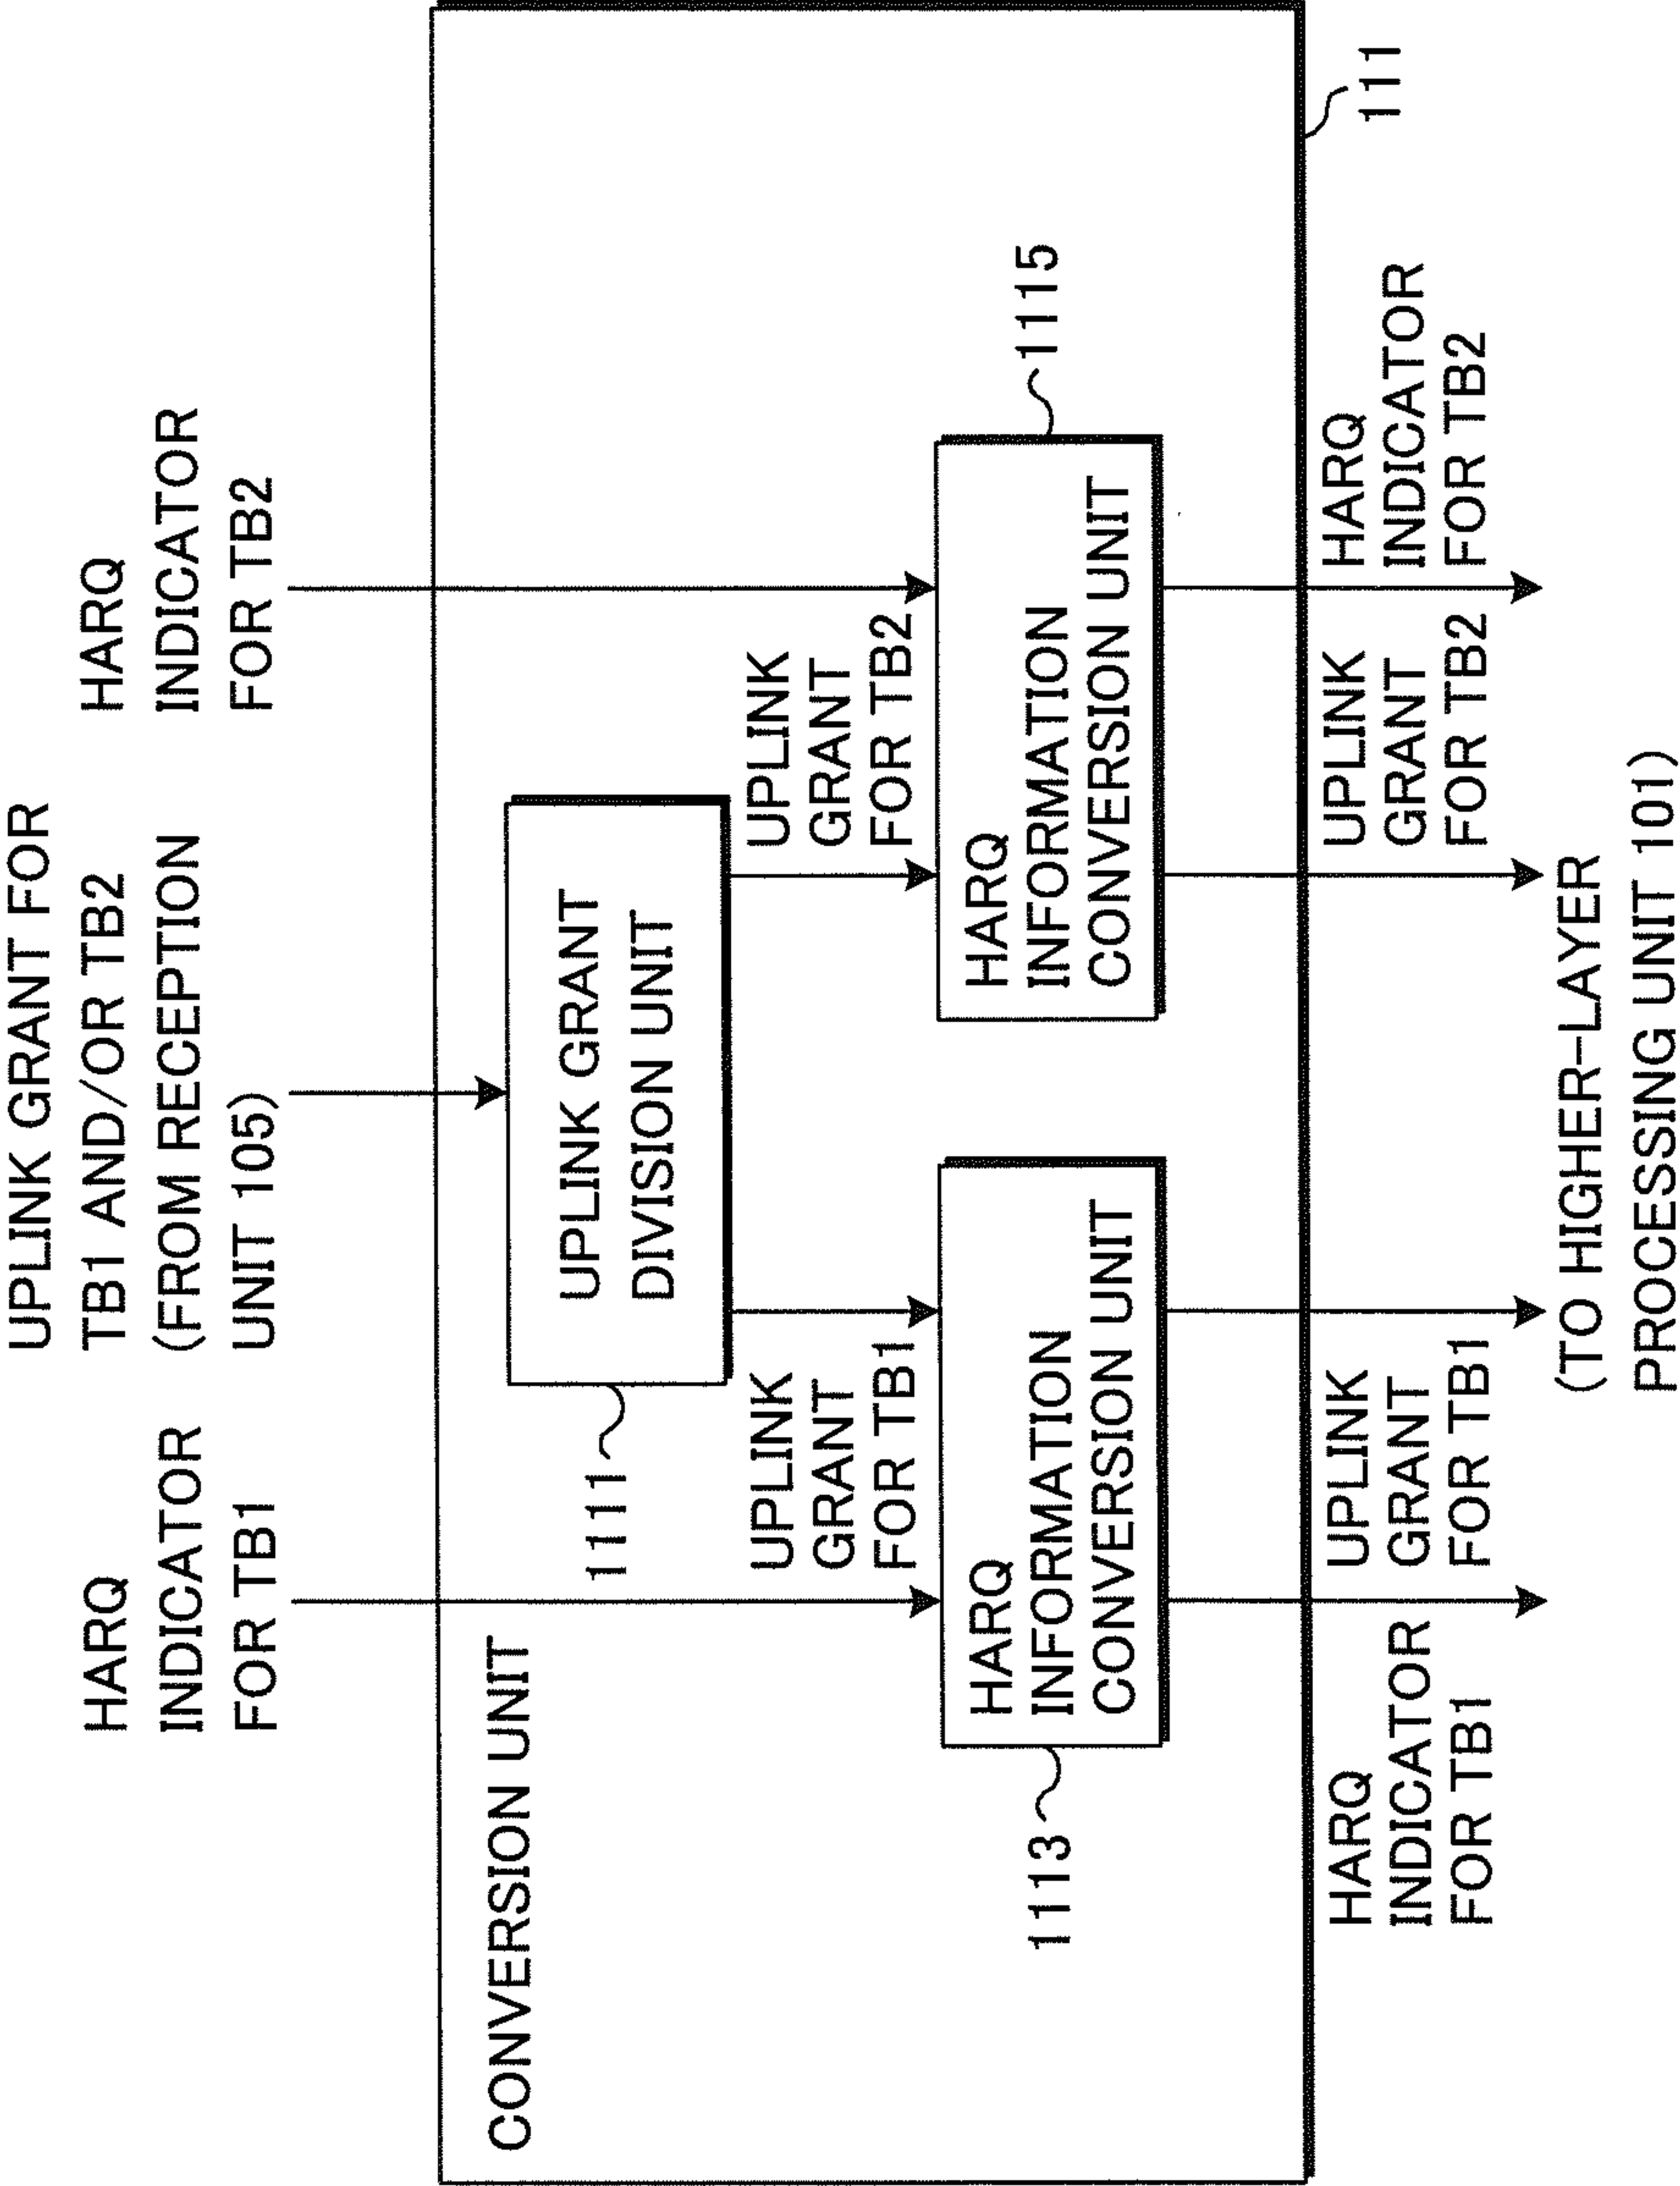 UPLINK GRANT FOR
TB1 AND/OR TB2
(FROM RECEPTION
UNIT 105)
HARQ
INDICATOR
FOR TB1
HARQ
INDICATOR
FOR TB2
CONVERSION UNIT
UPLINK GRANT
DIVISION UNIT
1111
UPLINK
GRANT
FOR TB1
UPLINK
GRANT
FOR TB2
HARQ
INFORMATION
CONVERSION UNIT
1113
HARQ
INFORMATION
CONVERSION UNIT
1115
111
HARQ
INDICATOR
FOR TB1
UPLINK
GRANT
FOR TB1
UPLINK
GRANT
FOR TB2
HARQ
INDICATOR
FOR TB2
(TO HIGHER-LAYER
PROCESSING UNIT 101)